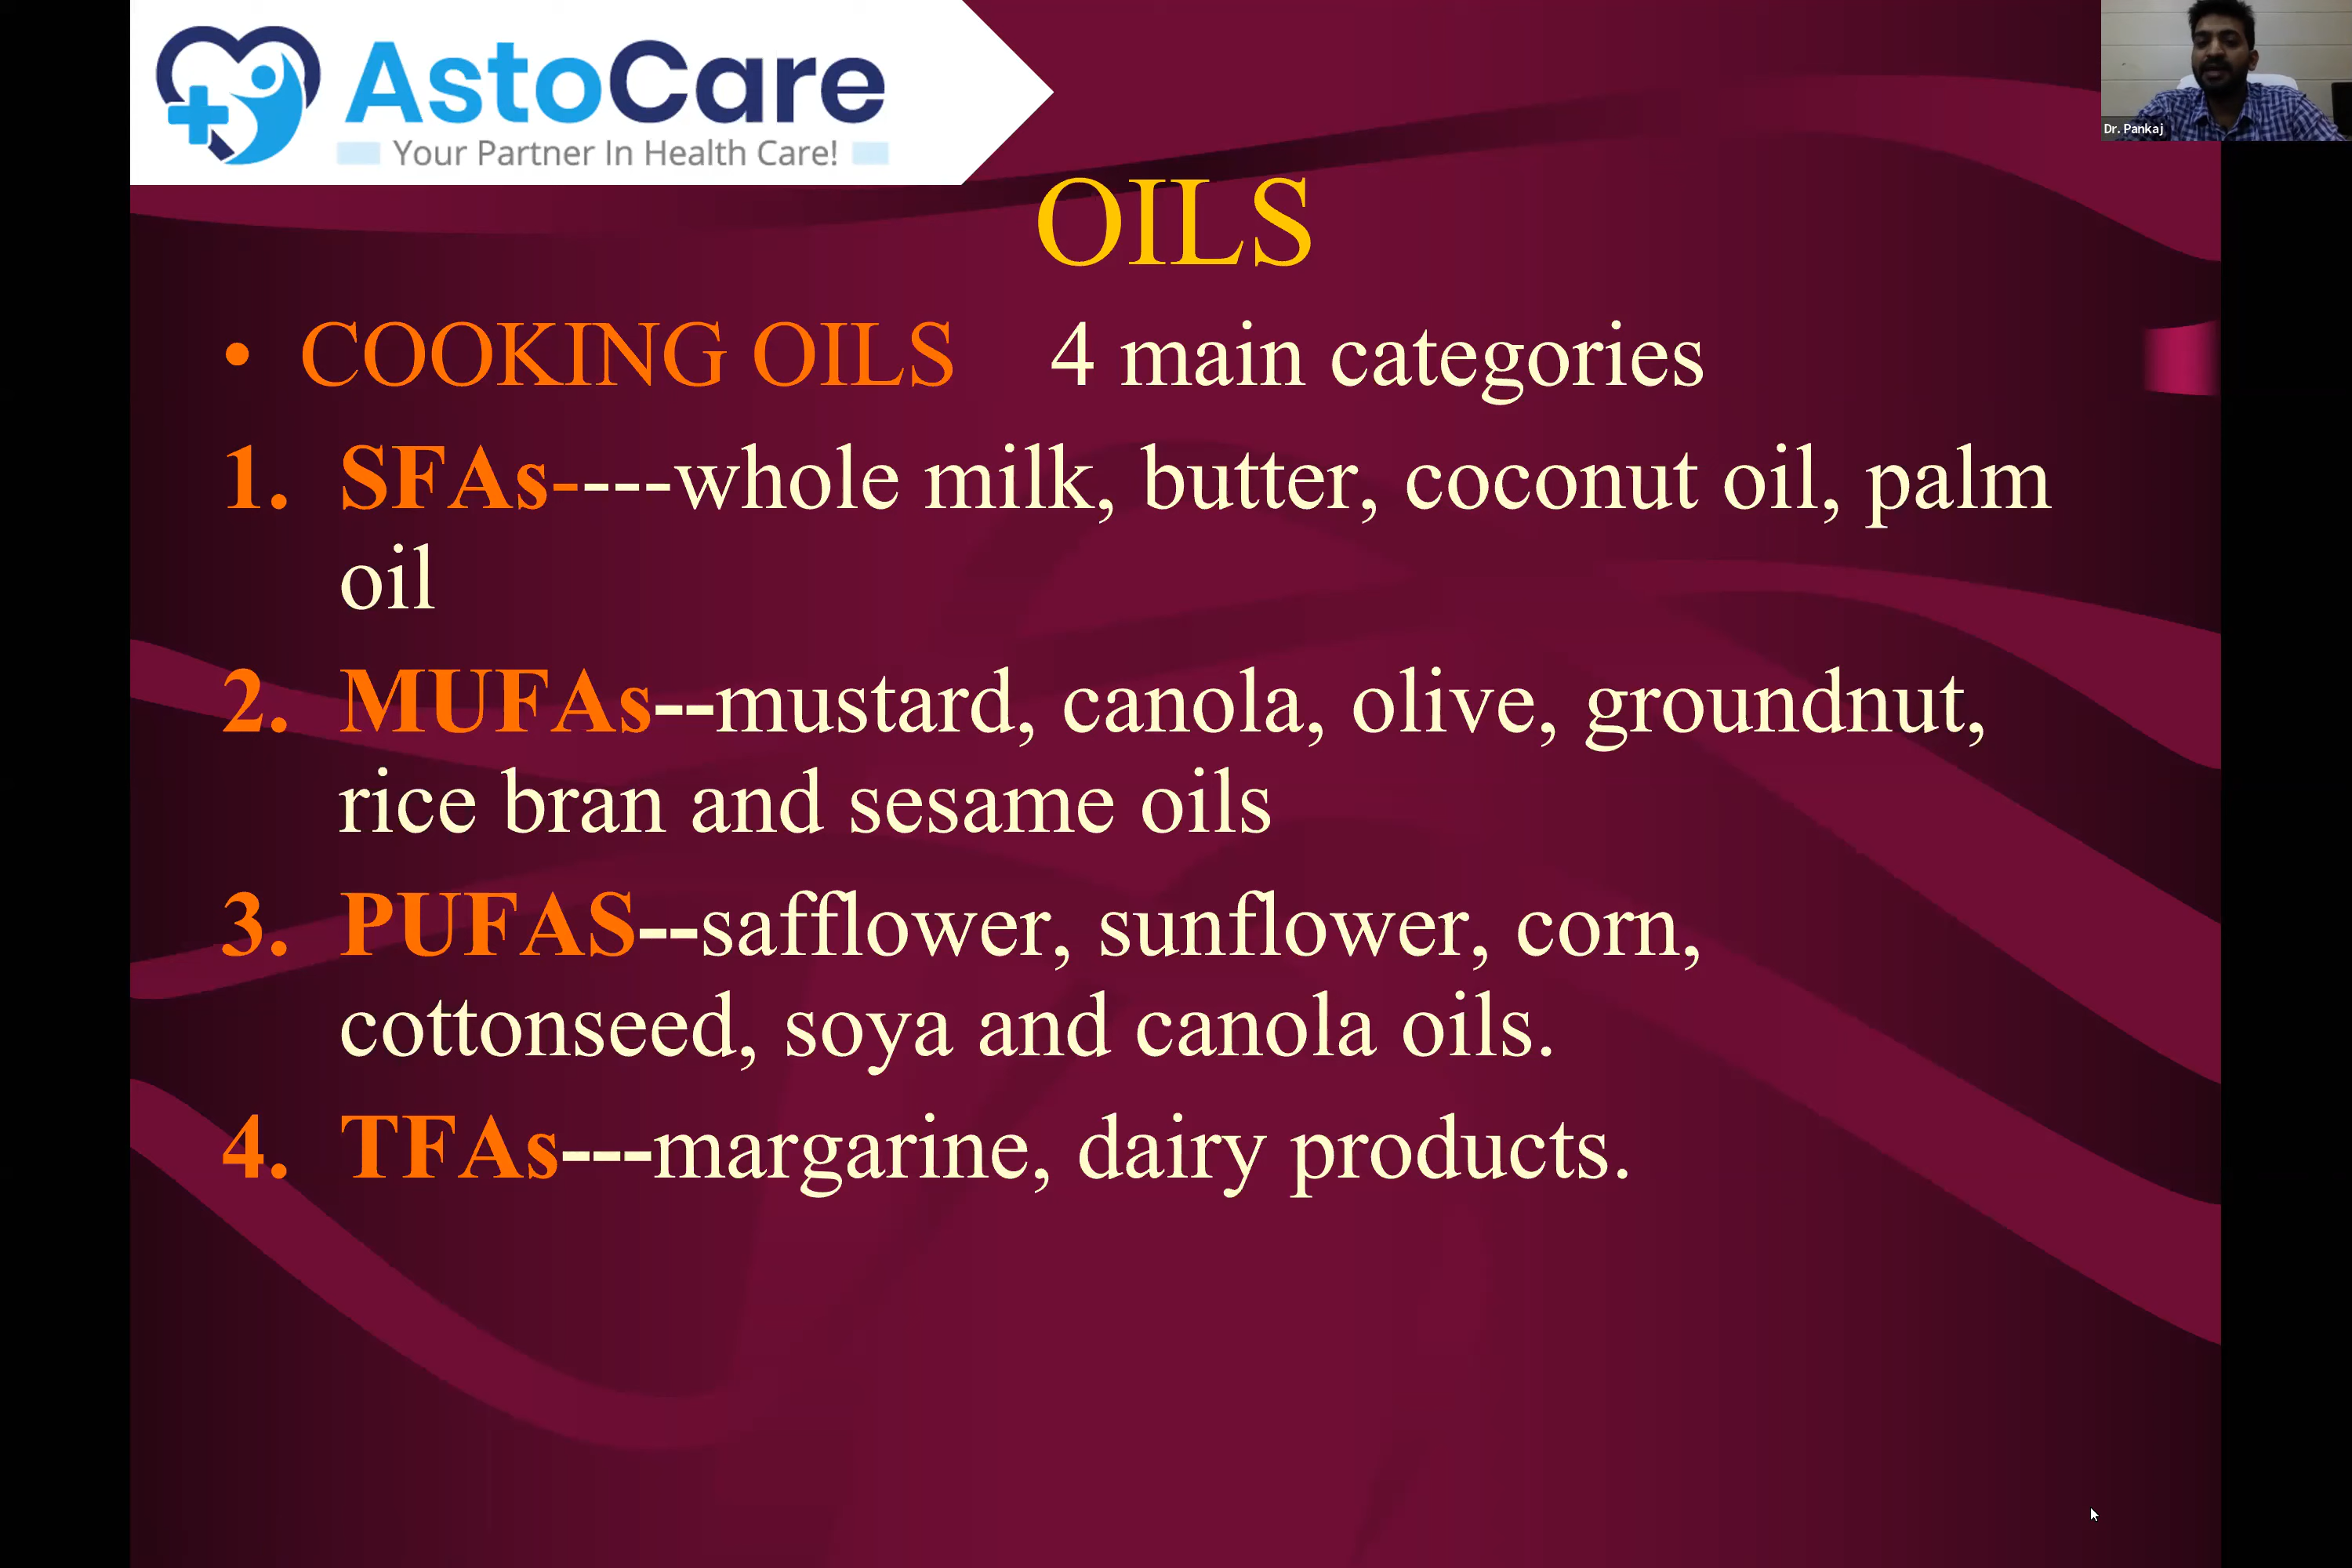 AstoCare
Your Partner In Health Care!
Dr. Pankaj
OILS
• COOKING OILS 4 main categories
1. SFAs----whole milk, butter, coconut oil, palm
oil
2. MUFAs--mustard, canola, olive, groundnut,
rice bran and sesame oils
3. PUFAS--safflower, sunflower, corn,
cottonseed, soya and canola oils.
4. TFAs---margarine, dairy products.